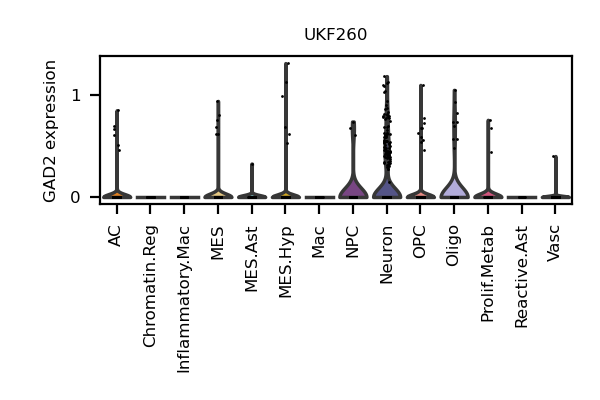 UKF260
GAD2 expression
1
0
AC
Chromatin.Reg
Inflammatory.Mac
MES
MES.Ast
MES.Hyp
Mac
NPC
Neuron
OPC
Oligo
Prolif.Metab
Reactive.Ast
Vasc